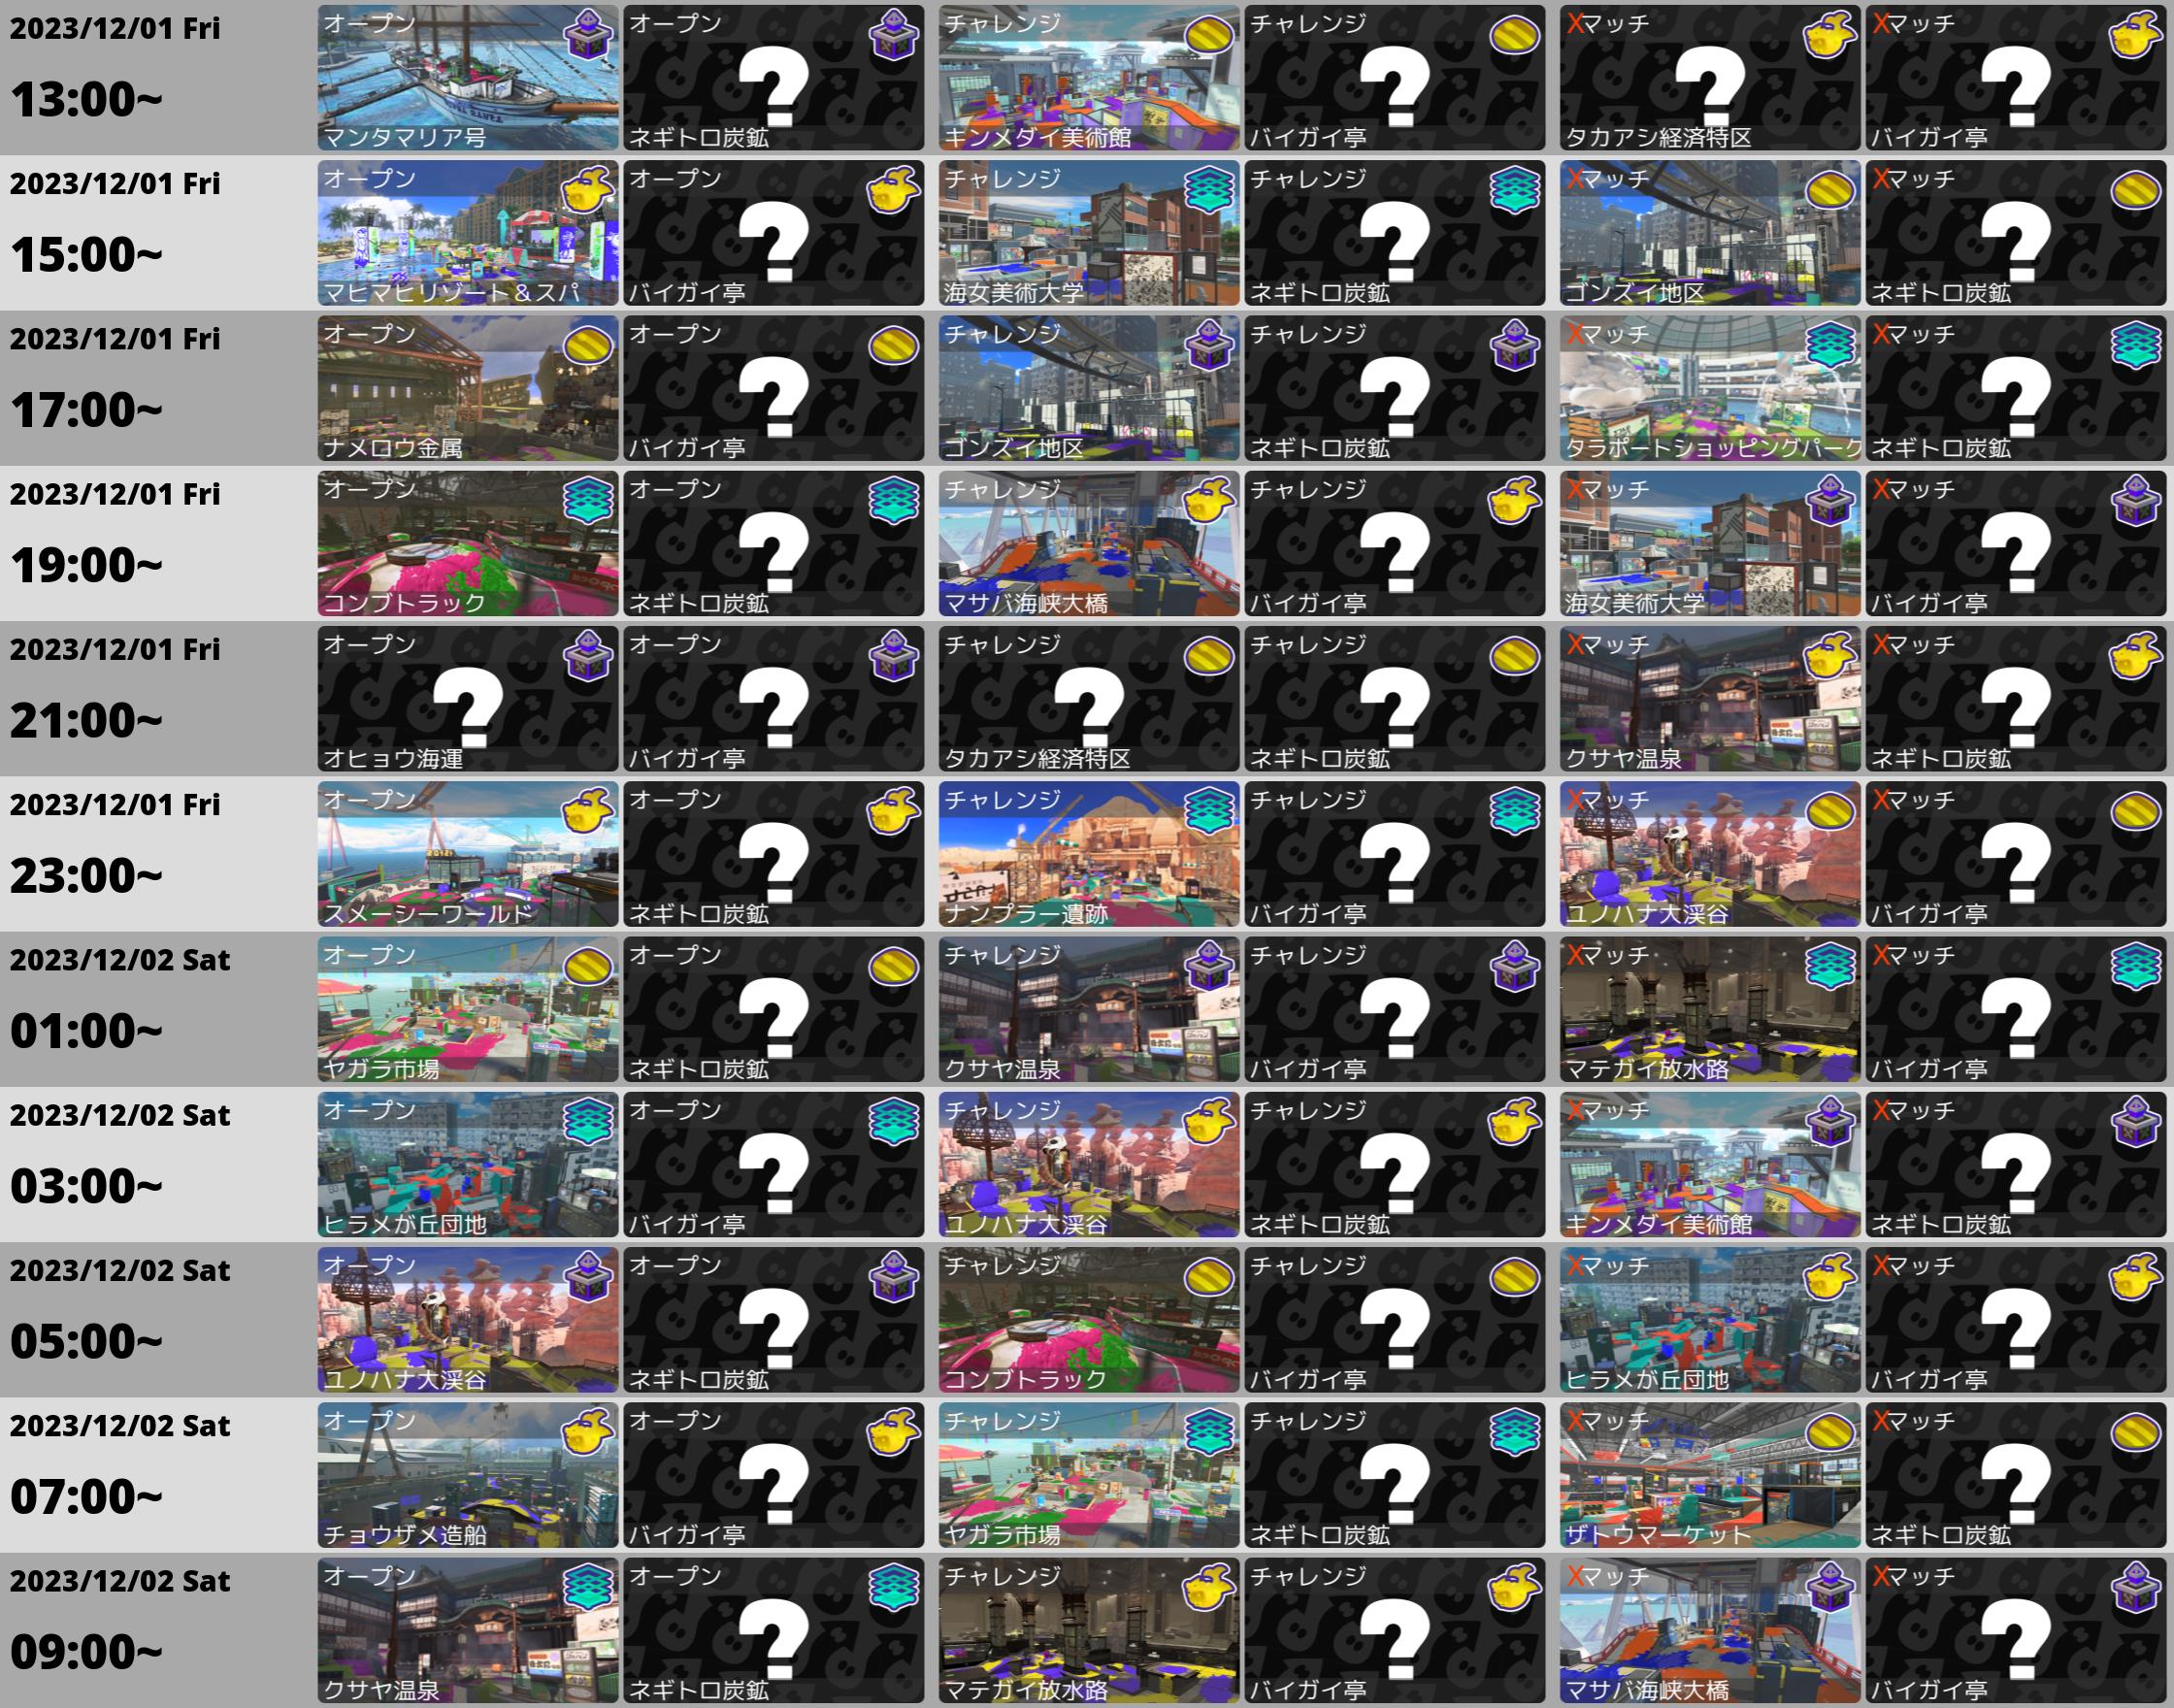 2023/12/01 Fri
13:00~
オープン
マンタマリア号
オープン
ネギトロ炭鉱
チャレンジ
キンメダイ美術館
チャレンジ
バイガイ亭
Xマッチ
タカアシ経済特区
Xマッチ
バイガイ亭
2023/12/01 Fri
15:00~
オープン
マヒマヒリゾート&スパ
オープン
バイガイ亭
チャレンジ
海女美術大学
チャレンジ
ネギトロ炭鉱
Xマッチ
ゴンズイ地区
Xマッチ
ネギトロ炭鉱
2023/12/01 Fri
17:00~
オープン
ナメロウ金属
オープン
バイガイ亭
チャレンジ
ゴンズイ地区
チャレンジ
ネギトロ炭鉱
Xマッチ
タラポートショッピングパーク
Xマッチ
ネギトロ炭鉱
2023/12/01 Fri
19:00~
オープン
コンブトラック
オープン
ネギトロ炭鉱
チャレンジ
マサバ海峡大橋
チャレンジ
バイガイ亭
Xマッチ
海女美術大学
Xマッチ
バイガイ亭
2023/12/01 Fri
21:00~
オープン
オヒョウ海運
オープン
バイガイ亭
チャレンジ
タカアシ経済特区
チャレンジ
ネギトロ炭鉱
Xマッチ
クサヤ温泉
Xマッチ
ネギトロ炭鉱
2023/12/01 Fri
23:00~
オープン
スメーシーワールド
オープン
ネギトロ炭鉱
チャレンジ
ナンプラー遺跡
チャレンジ
バイガイ亭
Xマッチ
ユノハナ大渓谷
Xマッチ
バイガイ亭
2023/12/02 Sat
01:00~
オープン
ヤガラ市場
オープン
ネギトロ炭鉱
チャレンジ
クサヤ温泉
チャレンジ
バイガイ亭
Xマッチ
マテガイ放水路
Xマッチ
バイガイ亭
2023/12/02 Sat
03:00~
オープン
ヒラメが丘団地
オープン
バイガイ亭
チャレンジ
ユノハナ大渓谷
チャレンジ
ネギトロ炭鉱
Xマッチ
キンメダイ美術館
Xマッチ
ネギトロ炭鉱
2023/12/02 Sat
05:00~
オープン
ユノハナ大渓谷
オープン
ネギトロ炭鉱
チャレンジ
コンブトラック
チャレンジ
バイガイ亭
Xマッチ
ヒラメが丘団地
Xマッチ
バイガイ亭
2023/12/02 Sat
07:00~
オープン
チョウザメ造船
オープン
バイガイ亭
チャレンジ
ヤガラ市場
チャレンジ
ネギトロ炭鉱
Xマッチ
ザトウマーケット
Xマッチ
ネギトロ炭鉱
2023/12/02 Sat
09:00~
オープン
クサヤ温泉
オープン
ネギトロ炭鉱
チャレンジ
マテガイ放水路
チャレンジ
バイガイ亭
Xマッチ
マサバ海峡大橋
Xマッチ
バイガイ亭